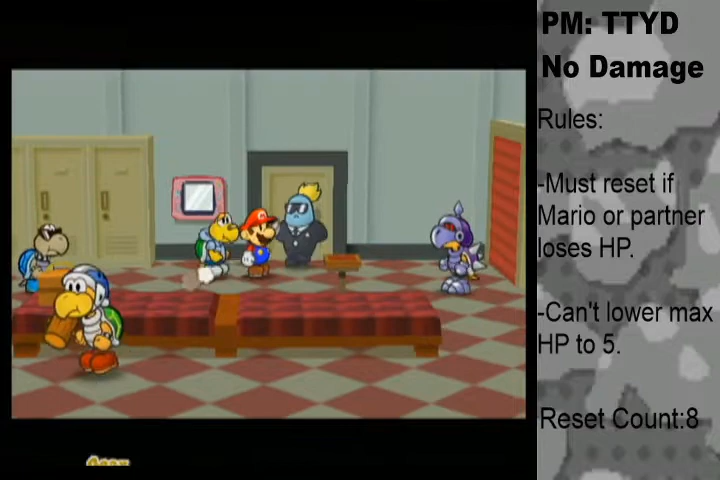 PM: TTYD
No Damage
Rules:
-Must reset if
Mario or partner
loses HP.
-Can't lower max
HP to 5.
Reset Count:8